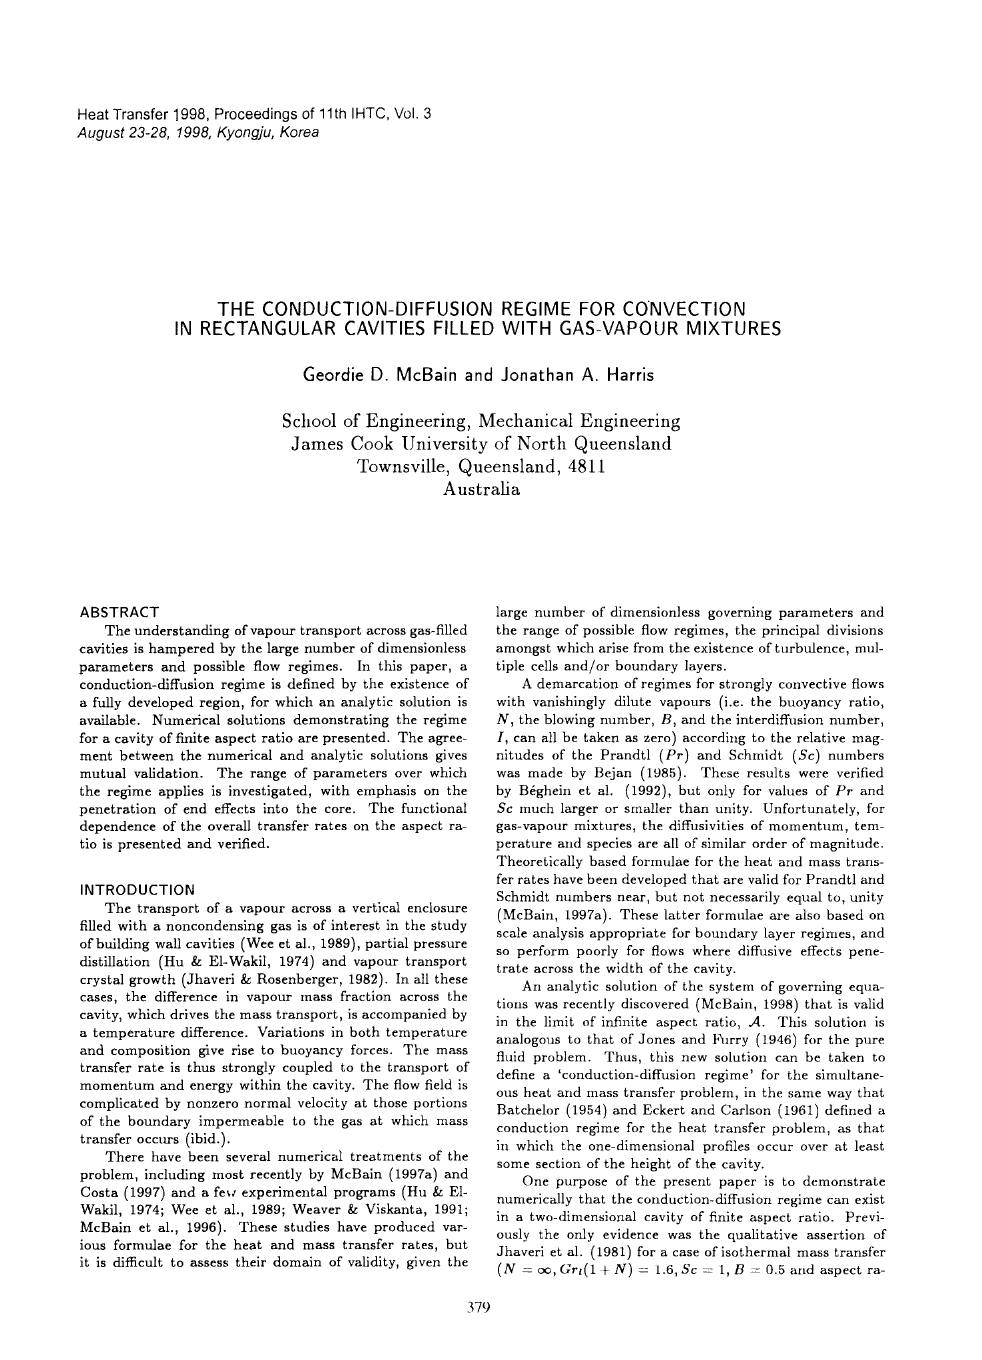 Heat Transfer 1998, Proceedings of 11th IHTC, Vol. 3
August 23-28, 1998, Kyongju, Korea
THE CONDUCTION-DIFFUSION REGIME FOR CONVECTION
IN RECTANGULAR CAVITIES FILLED WITH GAS-VAPOUR MIXTURES
Geordie D. McBain and Jonathan A. Harris
School of Engineering, Mechanical Engineering
James Cook University of North Queensland
Townsville, Queensland, 4811
Australia
ABSTRACT
The understanding of vapour transport across gas-filled
cavities is hampered by the large number of dimensionless
parameters and possible flow regimes. In this paper, a
conduction-diffusion regime is defined by the existence of
a fully developed region, for which an analytic solution is
available. Numerical solutions demonstrating the regime
for a cavity of finite aspect ratio are presented. The agree-
ment between the numerical and analytic solutions gives
mutual validation. The range of parameters over which
the regime applies is investigated, with emphasis on the
penetration of end effects into the core. The functional
dependence of the overall transfer rates on the aspect ra-
tio is presented and verified.
INTRODUCTION
The transport of a vapour across a vertical enclosure
filled with a noncondensing gas is of interest in the study
of building wall cavities (Wee et al., 1989), partial pressure
distillation (Hu & El-Wakil, 1974) and vapour transport
crystal growth (Jhaveri & Rosenberger, 1982). In all these
cases, the difference in vapour mass fraction across the
cavity, which drives the mass transport, is accompanied by
a temperature difference. Variations in both temperature
and composition give rise to buoyancy forces. The mass
transfer rate is thus strongly coupled to the transport of
momentum and energy within the cavity. The flow field is
complicated by nonzero normal velocity at those portions
of the boundary impermeable to the gas at which mass
transfer occurs (ibid.).
There have been several numerical treatments of the
problem, including most recently by McBain (1997a) and
Costa (1997) and a few experimental programs (Hu & El-
Wakil, 1974; Wee et al., 1989; Weaver & Viskanta, 1991;
McBain et al., 1996). These studies have produced var-
ious formulae for the heat and mass transfer rates, but
it is difficult to assess their domain of validity, given the
large number of dimensionless governing parameters and
the range of possible flow regimes, the principal divisions
amongst which arise from the existence of turbulence, mul-
tiple cells and/or boundary layers.
A demarcation of regimes for strongly convective flows
with vanishingly dilute vapours (i.e. the buoyancy ratio,
N, the blowing number, B, and the interdiffusion number,
I, can all be taken as zero) according to the relative mag-
nitudes of the Prandtl (Pr) and Schmidt (Sc) numbers
was made by Bejan (1985). These results were verified
by Béghein et al. (1992), but only for values of Pr and
Sc much larger or smaller than unity. Unfortunately, for
gas-vapour mixtures, the diffusivities of momentum, tem-
perature and species are all of similar order of magnitude.
Theoretically based formulae for the heat and mass trans-
fer rates have been developed that are valid for Prandtl and
Schmidt numbers near, but not necessarily equal to, unity
(McBain, 1997a). These latter formulae are also based on
scale analysis appropriate for boundary layer regimes, and
so perform poorly for flows where diffusive effects pene-
trate across the width of the cavity.
An analytic solution of the system of governing equa-
tions was recently discovered (McBain, 1998) that is valid
in the limit of infinite aspect ratio, 𝒜. This solution is
analogous to that of Jones and Furry (1946) for the pure
fluid problem. Thus, this new solution can be taken to
define a 'conduction-diffusion regime' for the simultane-
ous heat and mass transfer problem, in the same way that
Batchelor (1954) and Eckert and Carlson (1961) defined a
conduction regime for the heat transfer problem, as that
in which the one-dimensional profiles occur over at least
some section of the height of the cavity.
One purpose of the present paper is to demonstrate
numerically that the conduction-diffusion regime can exist
in a two-dimensional cavity of finite aspect ratio. Previ-
ously the only evidence was the qualitative assertion of
Jhaveri et al. (1981) for a case of isothermal mass transfer
(N = ∞, Grₗ(1 + N) = 1.6, Sc = 1, B = 0.5 and aspect ra-
379